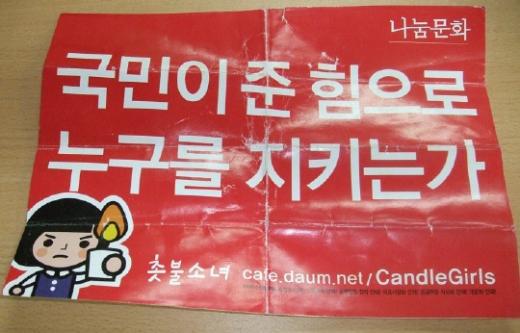 나눔문화
국민이 준 힘으로
누구를 지키는가
촛불소녀 cafe.daum.net/CandleGirls